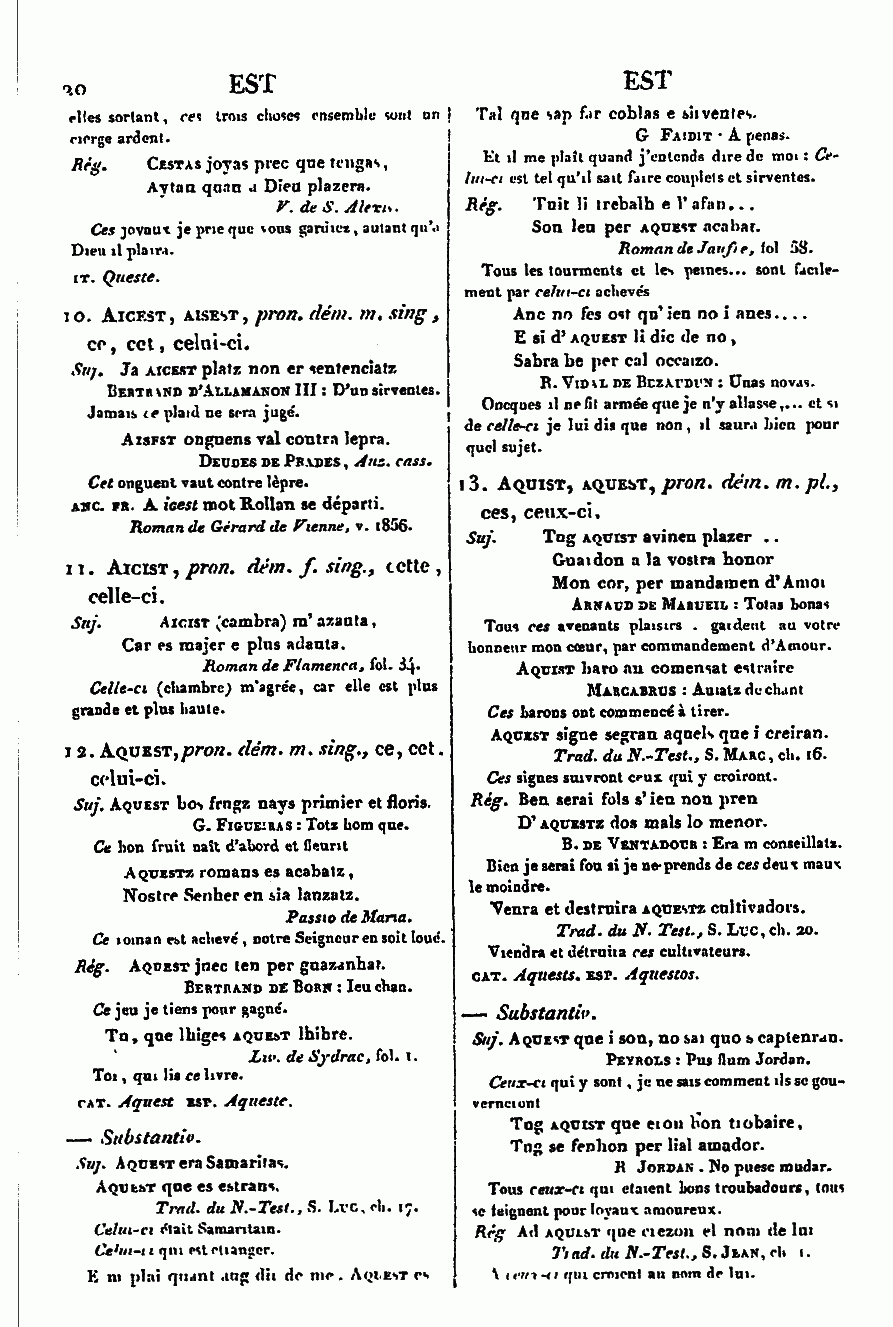 20
EST
EST
elles sortant, ces trois choses ensemble sont un
cierge ardent.
Rég. CESTAS joyas prec que tengas,
Aytan quan a Dieu plazera.
V. de S. Alexis.
Ces joyaux je prie que vous gardiez, autant qu'à
Dieu il plaira.
IT. Queste.
10. AICEST, AISEST, pron. dém. m. sing,
ce, cet, celui-ci.
Suj. Ja AICEST platz non er sentenciatz
BERTRAND D'ALLAMANON III : D'un sirventes.
Jamais ce plaid ne sera jugé.
AISEST onguens val contra lepra.
DEUDES DE PRADES, Auz. cass.
Cet onguent vaut contre lèpre.
ANC. FR. A icest mot Rollan se départi.
Roman de Gérard de Vienne, v. 1856.
11. AICIST, pron. dém. f. sing., cette,
celle-ci.
Suj. AICIST (cambra) m'azauta,
Car es majer e plus adauta.
Roman de Flamenca, fol. 34.
Celle-ci (chambre) m'agrée, car elle est plus
grande et plus haute.
12. AQUEST, pron. dém. m. sing., ce, cet.
celui-ci.
Suj. AQUEST bos frugz nays primier et floris.
G. FIGUEIRAS : Totz hom que.
Ce bon fruit naît d'abord et fleurit
AQUESTZ romans es acabatz,
Nostre Senher en sia lauzatz.
Passio de Maria.
Ce roman est achevé, notre Seigneur en soit loué.
Rég. AQUEST juec ten per guazanhat.
BERTRAND DE BORN : Ieu chan.
Ce jeu je tiens pour gagné.
Tu, que lhiges AQUEST lhibre.
Liv. de Sydrac, fol. 1.
Toi, qui lis ce livre.
CAT. Aquest ESP. Aqueste.
— Substantiv.
Suj. AQUEST era Samaritas.
AQUEST que es estrans.
Trad. du N.-Test., S. LUC, ch. 17.
Celui-ci était Samaritain.
Celui-ci qui est étranger.
E m plai quant aug dir de me. AQUEST es
Tal que sap far coblas e sirventes.
G FAIDIT · A penas.
Et il me plaît quand j'entends dire de moi : Ce-
lui-ci est tel qu'il sait faire couplets et sirventes.
Rég. Tuit li trebalh e l'afan...
Son leu per AQUEST acabat.
Roman de Jaufre, fol 58.
Tous les tourments et les peines... sont facile-
ment par celui-ci achevés
Anc no fes ost qu'ieu no i anes....
E si d'AQUEST li dic de no,
Sabra be per cal occaizo.
R. VIDAL DE BEZAUDUN : Unas novas.
Oncques il ne fit armée que je n'y allasse,... et si
de celle-ci je lui dis que non, il saura bien pour
quel sujet.
13. AQUIST, AQUEST, pron. dém. m. pl.,
ces, ceux-ci.
Suj. Tug AQUIST avinen plazer ..
Guardon a la vostra honor
Mon cor, per mandamen d'Amor
ARNAUD DE MARUEIL : Totas bonas
Tous ces avenants plaisirs . gardent au votre
honneur mon cœur, par commandement d'Amour.
AQUIST baro au comensat estraire
MARCABRUS : Auiatz de chant
Ces barons ont commencé à tirer.
AQUEST signe segran aquels que i creiran.
Trad. du N.-Test., S. MARC, ch. 16.
Ces signes suivront ceux qui y croiront.
Rég. Ben serai fols s'ieu non pren
D'AQUESTZ dos mals lo menor.
B. DE VENTADOUR : Era m conseillatz.
Bien je serai fou si je ne prends de ces deux maux
le moindre.
Venra et destruira AQUESTZ cultivadors.
Trad. du N. Test., S. LUC, ch. 20.
Viendra et détruira ces cultivateurs.
CAT. Aquests. ESP. Aquestos.
— Substantiv.
Suj. AQUEST que i son, no sai quo s captenran.
PEYROLS : Pus flum Jordan.
Ceux-ci qui y sont, je ne sais comment ils se gou-
verneront
Tug AQUIST que eron bon trobaire,
Tug se fenhon per lial amador.
R JORDAN . No puesc mudar.
Tous ceux-ci qui etaient bons troubadours, tous
se feignent pour loyaux amoureux.
Rég Ad AQUEST que crezon el nom de lui
Trad. du N.-Test., S. JEAN, ch 1.
A ceux-ci qui croient au nom de lui.